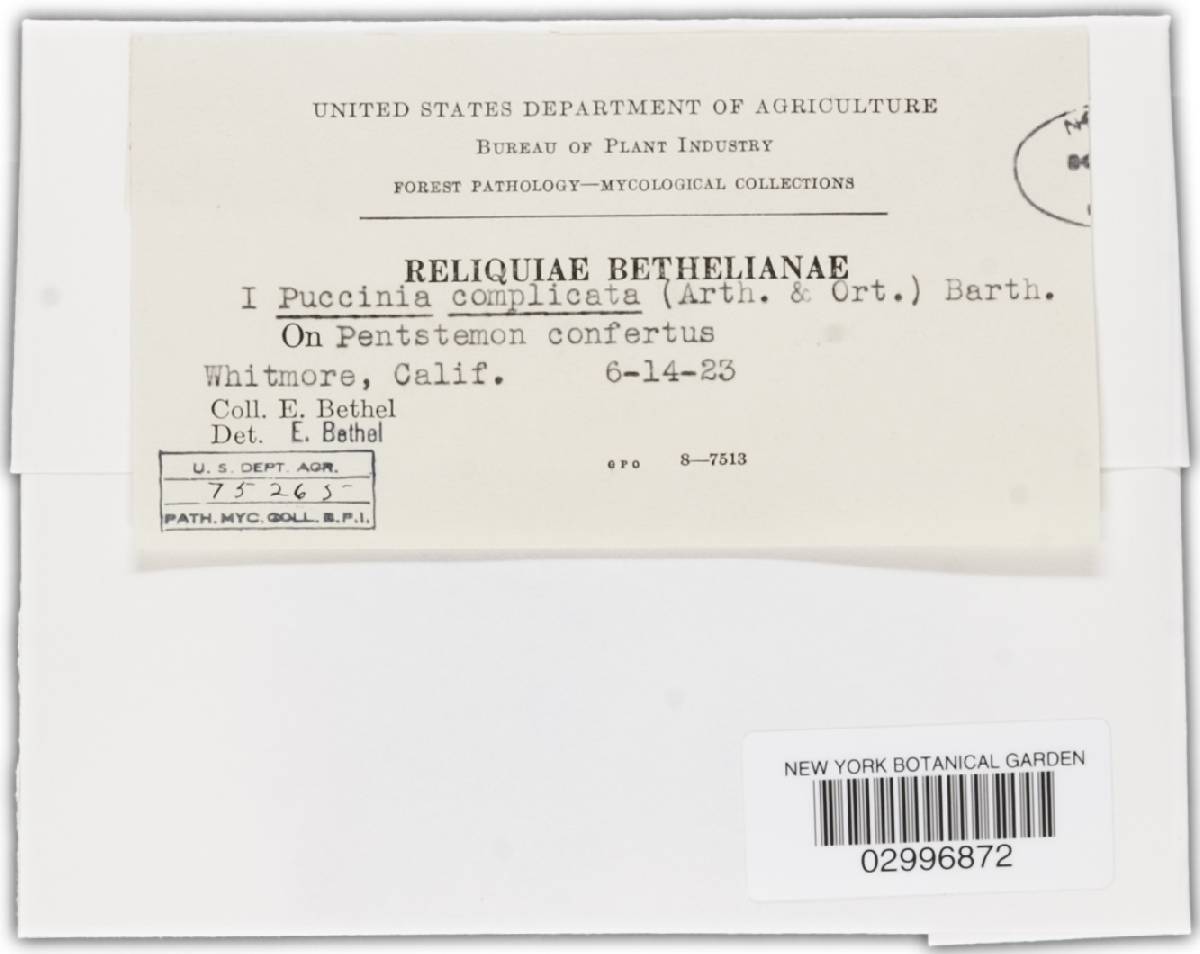 UNITED STATES DEPARTMENT OF AGRICULTURE
BUREAU OF PLANT INDUSTRY
FOREST PATHOLOGY—MYCOLOGICAL COLLECTIONS
RELIQUIAE BETHELIANAE
I Puccinia complicata (Arth. & Ort.) Barth.
On Pentstemon confertus
Whitmore, Calif. 6-14-23
Coll. E. Bethel
Det. E. Bethel
GPO 8—7513
U. S. DEPT. AGR.
75265
PATH. MYC. COLL. B.P.I.
NEW YORK BOTANICAL GARDEN
02996872